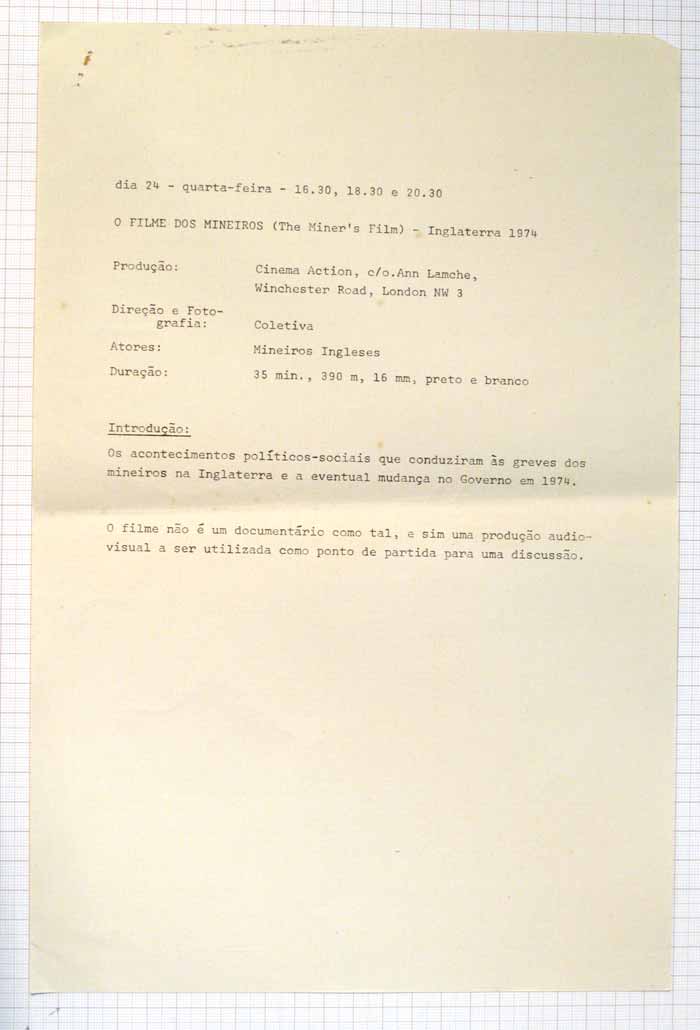 dia 24 - quarta-feira - 16.30, 18.30 e 20.30
O FILME DOS MINEIROS (The Miner's Film) - Inglaterra 1974
Produção: Cinema Action, c/o.Ann Lamche,
Winchester Road, London NW 3
Direção e Foto-
grafia: Coletiva
Atores: Mineiros Ingleses
Duração: 35 min., 390 m, 16 mm, preto e branco
Introdução:
Os acontecimentos políticos-sociais que conduziram às greves dos
mineiros na Inglaterra e a eventual mudança no Governo em 1974.
O filme não é um documentário como tal, e sim uma produção audio-
visual a ser utilizada como ponto de partida para uma discussão.